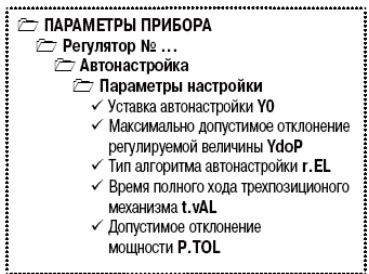 ПАРАМЕТРЫ ПРИБОРА
Регулятор № ...
Автонастройка
Параметры настройки
✓ Уставка автонастройки Y0
✓ Максимально допустимое отклонение
регулируемой величины YdoP
✓ Тип алгоритма автонастройки r.EL
✓ Время полного хода трехпозиционого
механизма t.vAL
✓ Допустимое отклонение
мощности P.TOL